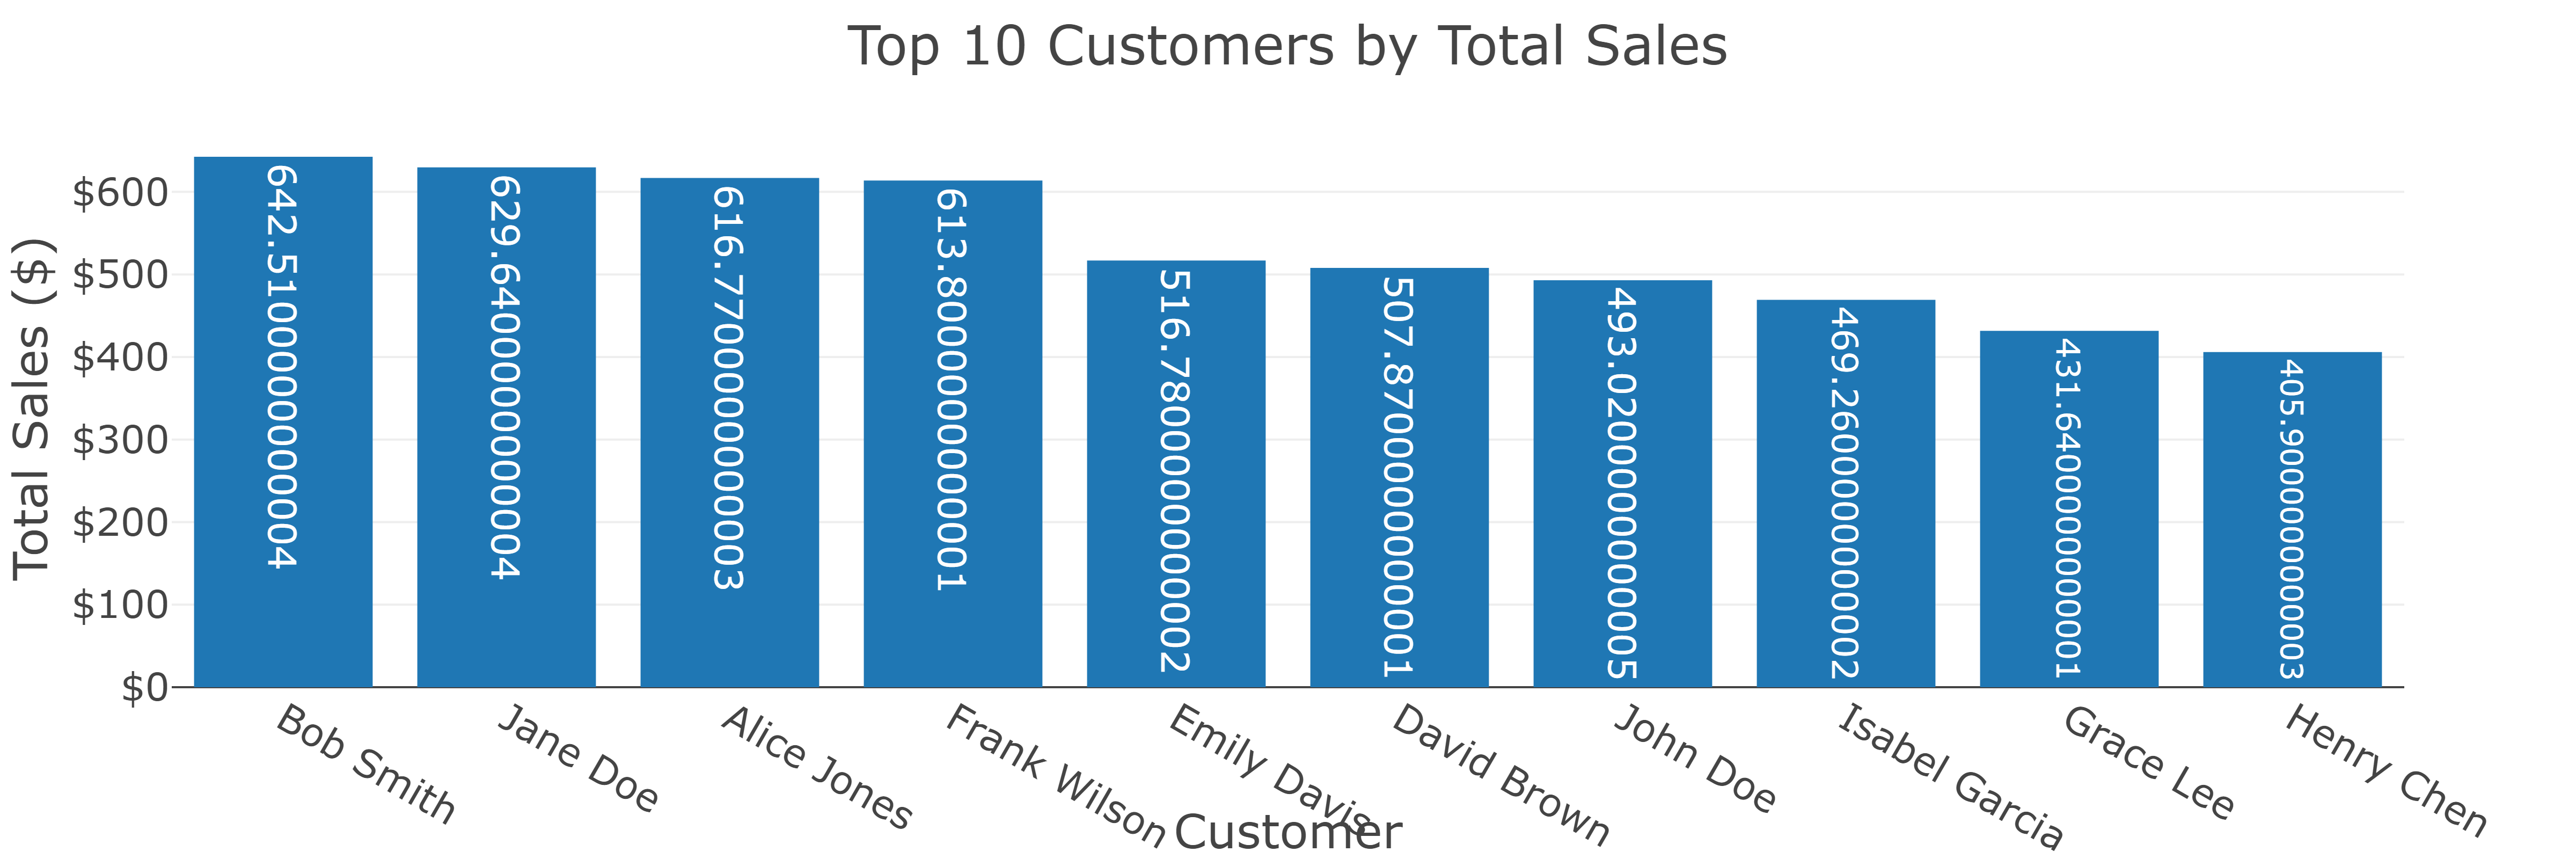 Top 10 Customers by Total Sales
Total Sales ($)
$600
$500
$400
$300
$200
$100
$0
642.5100000000004
629.6400000000004
616.7700000000003
613.8000000000001
516.7800000000002
507.8700000000001
493.02000000000005
469.2600000000002
431.6400000000001
405.9000000000003
Bob Smith
Jane Doe
Alice Jones
Frank Wilson
Emily Davis
David Brown
John Doe
Isabel Garcia
Grace Lee
Henry Chen
Customer